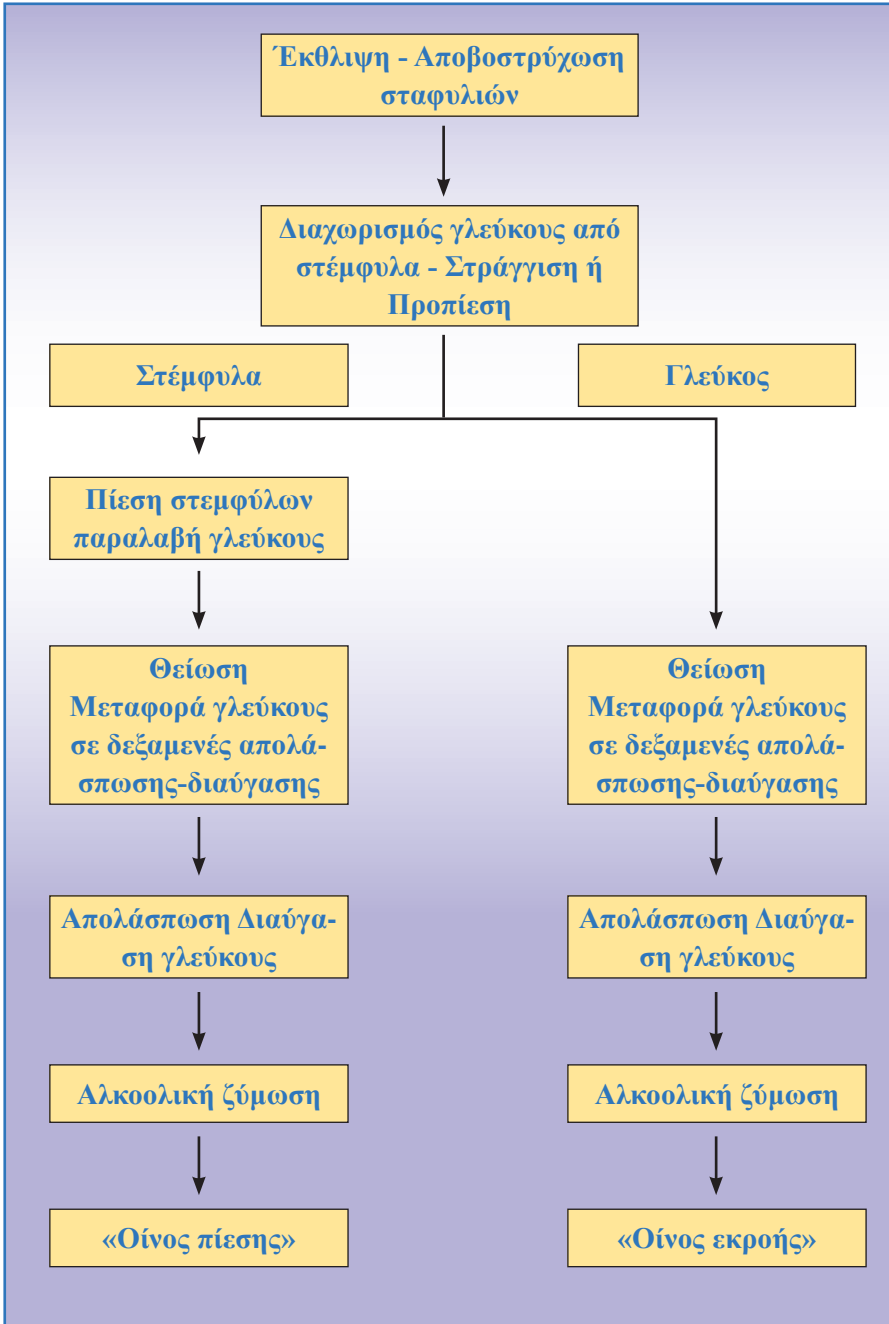 Έκθλιψη - Αποβοστρύχωση
σταφυλιών
Διαχωρισμός γλεύκους από
στέμφυλα - Στράγγιση ή
Προπίεση
Στέμφυλα
Γλεύκος
Πίεση στεμφύλων
παραλαβή γλεύκους
Θείωση
Μεταφορά γλεύκους
σε δεξαμενές απολά-
σπωσης-διαύγασης
Απολάσπωση Διαύγα-
ση γλεύκους
Αλκοολική ζύμωση
«Οίνος πίεσης»
Θείωση
Μεταφορά γλεύκους
σε δεξαμενές απολά-
σπωσης-διαύγασης
Απολάσπωση Διαύγα-
ση γλεύκους
Αλκοολική ζύμωση
«Οίνος εκροής»